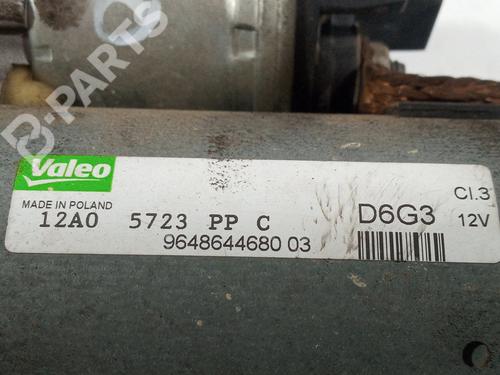 B-PARTS
Valeo
MADE IN POLAND
12A0 5723 PP C
9648644680 03
D6G3
Cl.3
12V